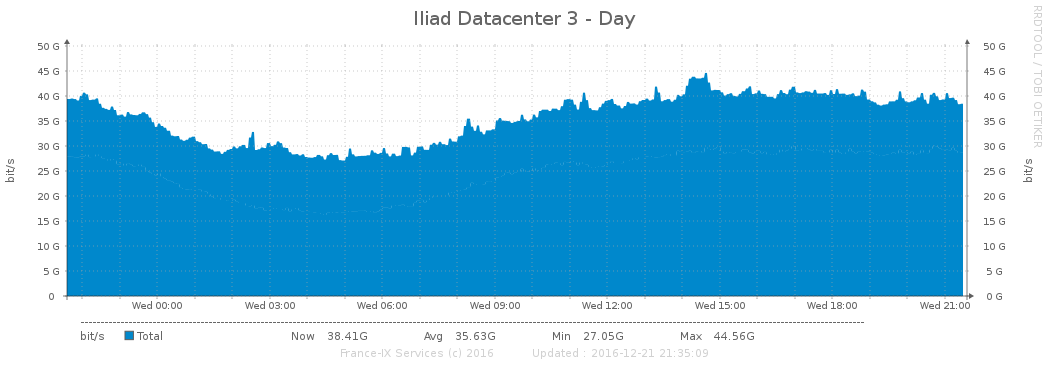 Iliad Datacenter 3 - Day
RRDTOOL / TOBI OETIKER
50 G 50 G
45 G 45 G
40 G 40 G
35 G 35 G
30 G 30 G
25 G 25 G
20 G 20 G
15 G 15 G
10 G 10 G
5 G 5 G
0 0 G
bit/s bit/s
Wed 00:00 Wed 03:00 Wed 06:00 Wed 09:00 Wed 12:00 Wed 15:00 Wed 18:00 Wed 21:00
bit/s Total Now 38.41G Avg 35.63G Min 27.05G Max 44.56G
France-IX Services (c) 2016 Updated : 2016-12-21 21:35:09